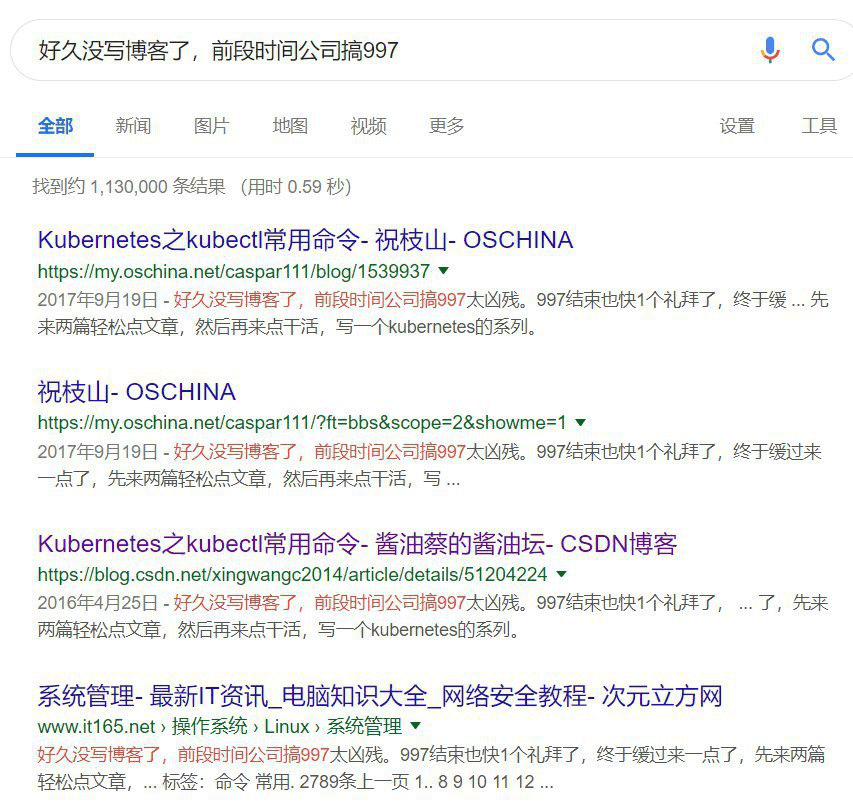 好久没写博客了，前段时间公司搞997
全部 新闻 图片 地图 视频 更多 设置 工具
找到约 1,130,000 条结果 （用时 0.59 秒）
Kubernetes之kubectl常用命令- 祝枝山- OSCHINA
https://my.oschina.net/caspar111/blog/1539937
2017年9月19日 - 好久没写博客了，前段时间公司搞997太凶残。997结束也快1个礼拜了，终于缓 ... 先
来两篇轻松点文章，然后再来点干活，写一个kubernetes的系列。
祝枝山- OSCHINA
https://my.oschina.net/caspar111/?ft=bbs&scope=2&showme=1
2017年9月19日 - 好久没写博客了，前段时间公司搞997太凶残。997结束也快1个礼拜了，终于缓过来
一点了，先来两篇轻松点文章，然后再来点干活，写 ...
Kubernetes之kubectl常用命令- 酱油蔡的酱油坛- CSDN博客
https://blog.csdn.net/xingwangc2014/article/details/51204224
2016年4月25日 - 好久没写博客了，前段时间公司搞997太凶残。997结束也快1个礼拜了， ... 了，先来
两篇轻松点文章，然后再来点干活，写一个kubernetes的系列。
系统管理- 最新IT资讯_电脑知识大全_网络安全教程- 次元立方网
www.it165.net › 操作系统 › Linux › 系统管理
好久没写博客了，前段时间公司搞997太凶残。997结束也快1个礼拜了，终于缓过来一点了，先来两篇
轻松点文章，... 标签：命令 常用. 2789条上一页 1.. 8 9 10 11 12 ...